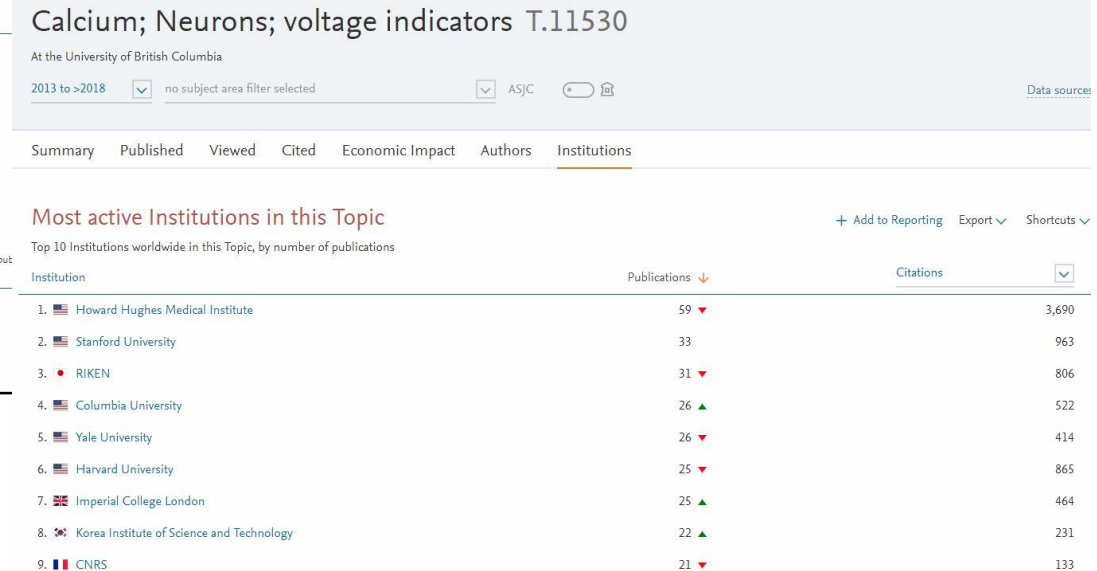 Calcium; Neurons; voltage indicators T.11530
At the University of British Columbia
2013 to >2018 no subject area filter selected ASJC
Data sources
Summary Published Viewed Cited Economic Impact Authors Institutions
Most active Institutions in this Topic
+ Add to Reporting Export Shortcuts
Top 10 Institutions worldwide in this Topic, by number of publications
Institution Publications Citations
1. Howard Hughes Medical Institute 59 3,690
2. Stanford University 33 963
3. RIKEN 31 806
4. Columbia University 26 522
5. Yale University 26 414
6. Harvard University 25 865
7. Imperial College London 25 464
8. Korea Institute of Science and Technology 22 231
9. CNRS 21 133